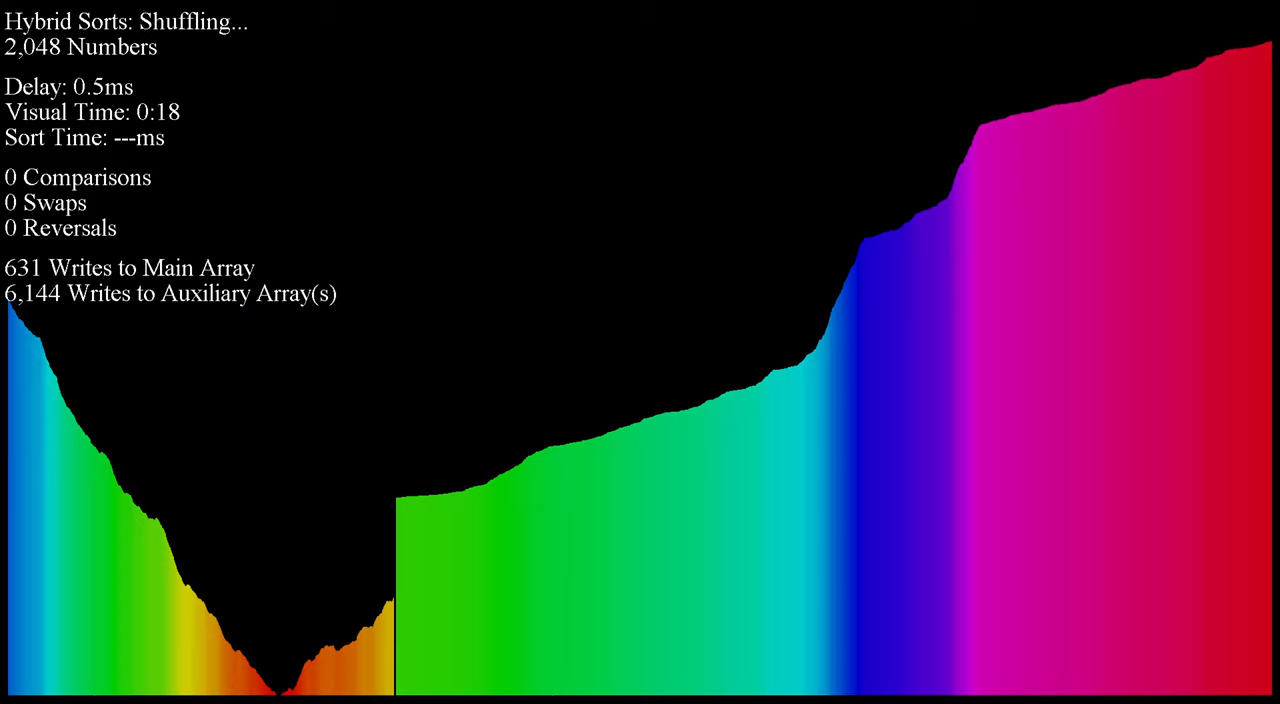 Hybrid Sorts: Shuffling...
2,048 Numbers
Delay: 0.5ms
Visual Time: 0:18
Sort Time: ---ms
0 Comparisons
0 Swaps
0 Reversals
631 Writes to Main Array
6,144 Writes to Auxiliary Array(s)